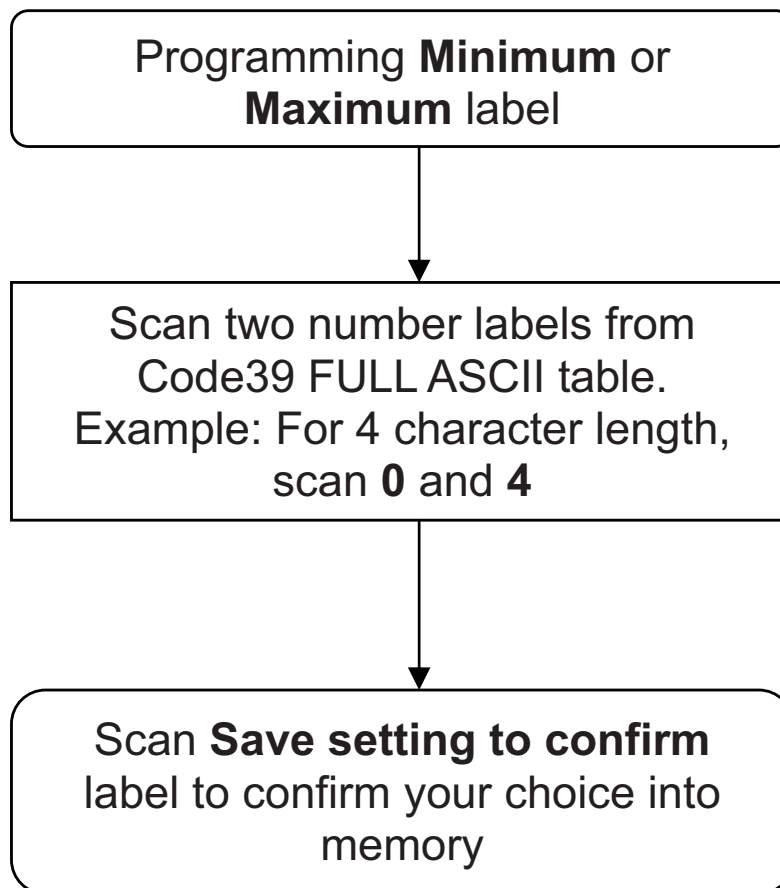 Programming Minimum or
Maximum label
Scan two number labels from
Code39 FULL ASCII table.
Example: For 4 character length,
scan 0 and 4
Scan Save setting to confirm
label to confirm your choice into
memory